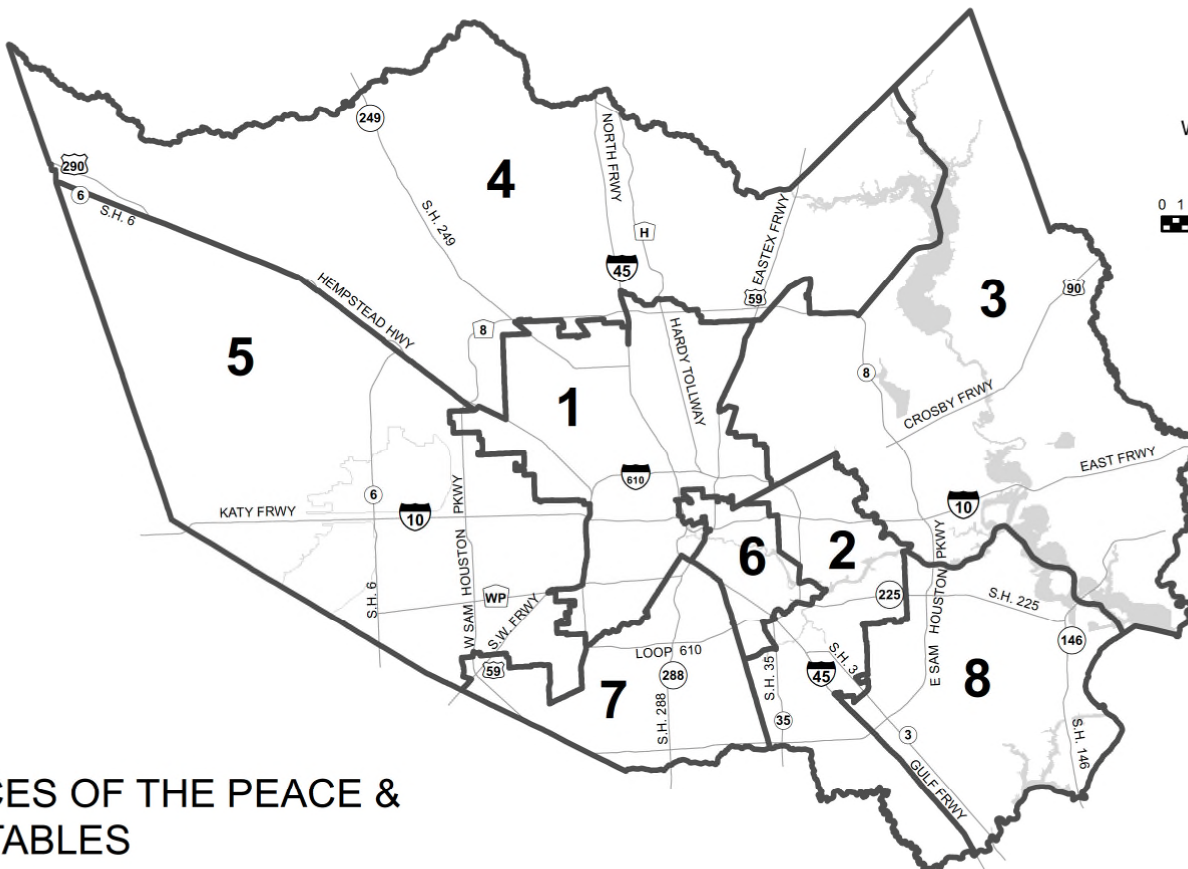 249
NORTH FRWY
W
290
4
6
S.H. 6
S.H. 249
0 1
H
EASTEX FRWY
45
HEMPSTEAD HWY
59
3
90
8
HARDY TOLLWAY
5
8
1
CROSBY FRWY
610
EAST FRWY
6
KATY FRWY
10
W SAM HOUSTON PKWY
10
E SAM HOUSTON PKWY
6
2
S.H. 6
WP
S.W. FRWY
225
S.H. 225
146
LOOP 610
59
288
S.H. 35
S.H. 3
45
8
7
S.H. 288
35
3
S.H. 146
GULF FRWY
CES OF THE PEACE &
TABLES